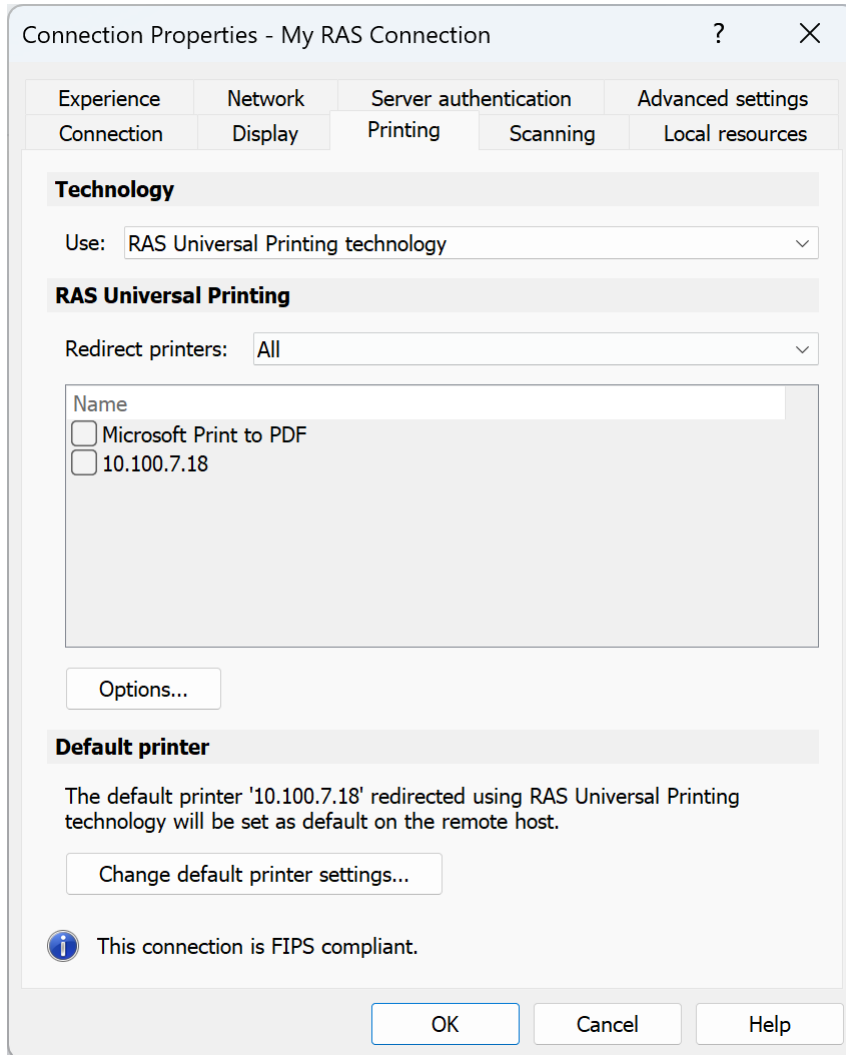 Connection Properties - My RAS Connection ?
Experience Network Server authentication Advanced settings
Connection Display Printing Scanning Local resources
Technology
Use: RAS Universal Printing technology
RAS Universal Printing
Redirect printers: All
Name
Microsoft Print to PDF
10.100.7.18
Options...
Default printer
The default printer '10.100.7.18' redirected using RAS Universal Printing
technology will be set as default on the remote host.
Change default printer settings...
This connection is FIPS compliant.
OK Cancel Help